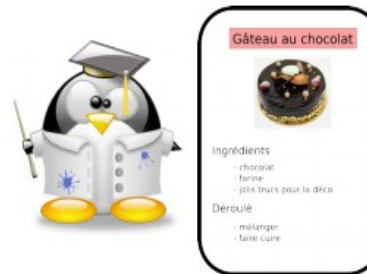 Gâteau au chocolat
Ingrédients
- chocolat
- farine
- jolis trucs pour la déco
Déroulé
- mélanger
- faire cuire